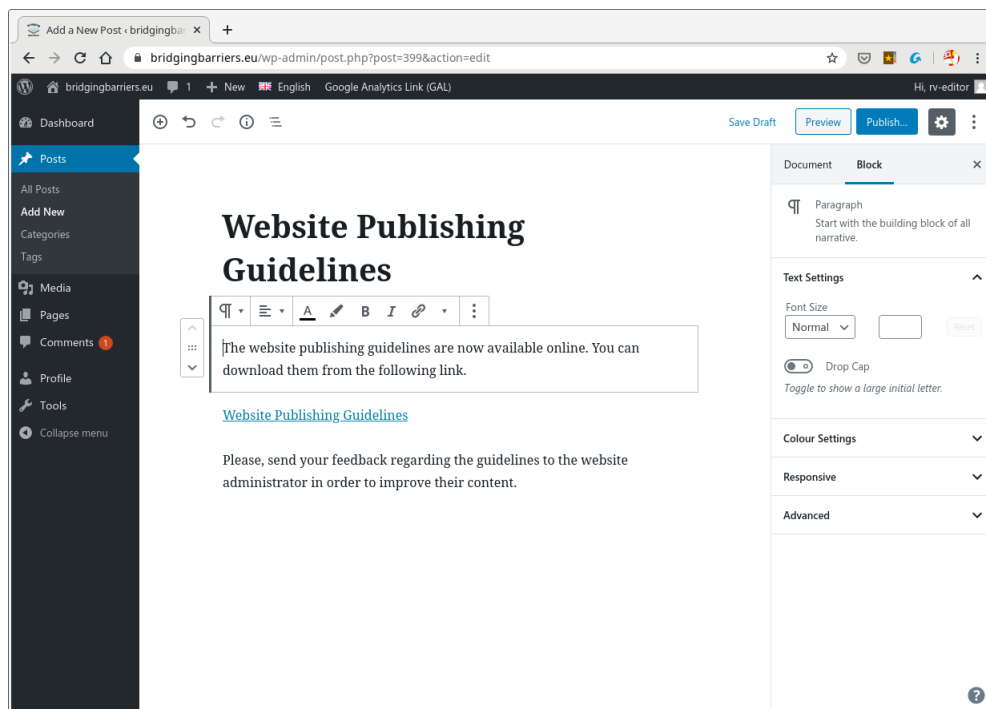 Add a New Post ‹ bridgingba
bridgingbarriers.eu/wp-admin/post.php?post=399&action=edit
bridgingbarriers.eu 1 New English Google Analytics Link (GAL) Hi, rv-editor
Dashboard
Posts
All Posts
Add New
Categories
Tags
Media
Pages
Comments 1
Profile
Tools
Collapse menu
Save Draft Preview Publish...
Website Publishing
Guidelines
A B I
The website publishing guidelines are now available online. You can
download them from the following link.
Website Publishing Guidelines
Please, send your feedback regarding the guidelines to the website
administrator in order to improve their content.
Document Block
Paragraph
Start with the building block of all
narrative.
Text Settings
Font Size
Normal Reset
Drop Cap
Toggle to show a large initial letter.
Colour Settings
Responsive
Advanced